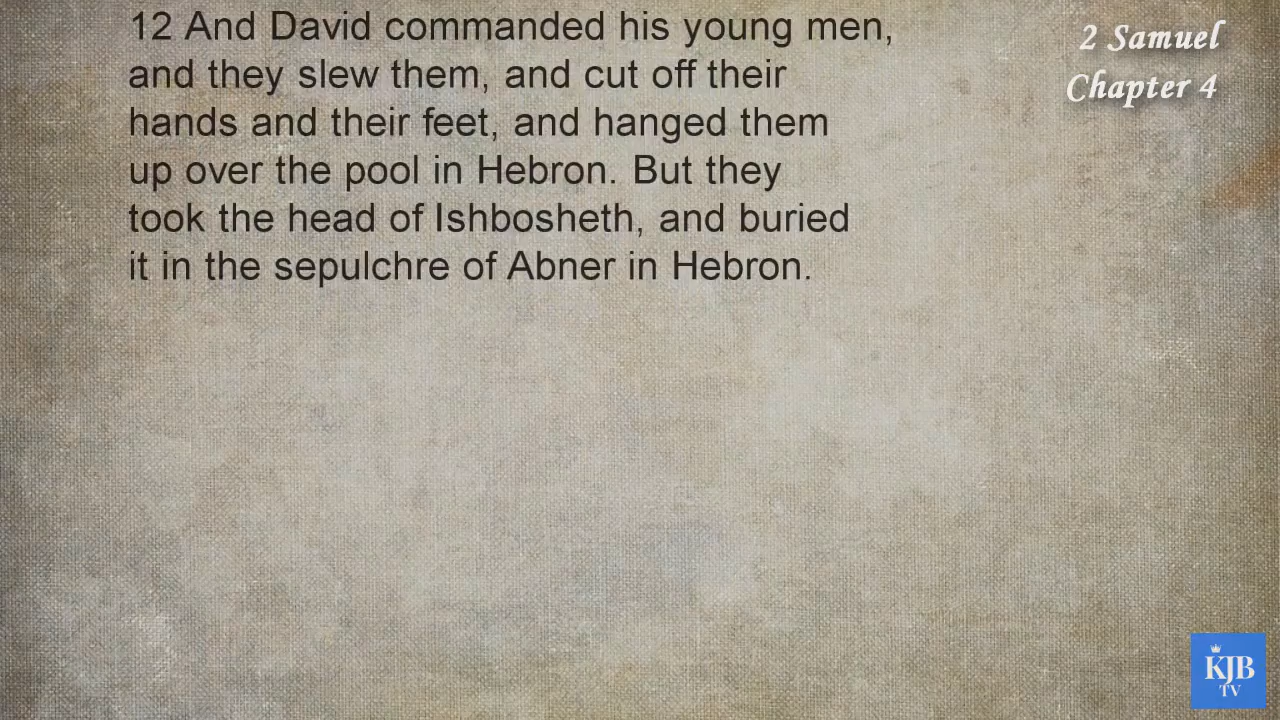 12 And David commanded his young men,
and they slew them, and cut off their
hands and their feet, and hanged them
up over the pool in Hebron. But they
took the head of Ishbosheth, and buried
it in the sepulchre of Abner in Hebron.
2 Samuel
Chapter 4
KJB
TV